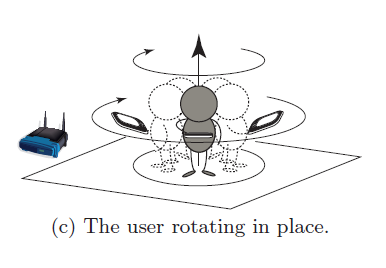 (c) The user rotating in place.